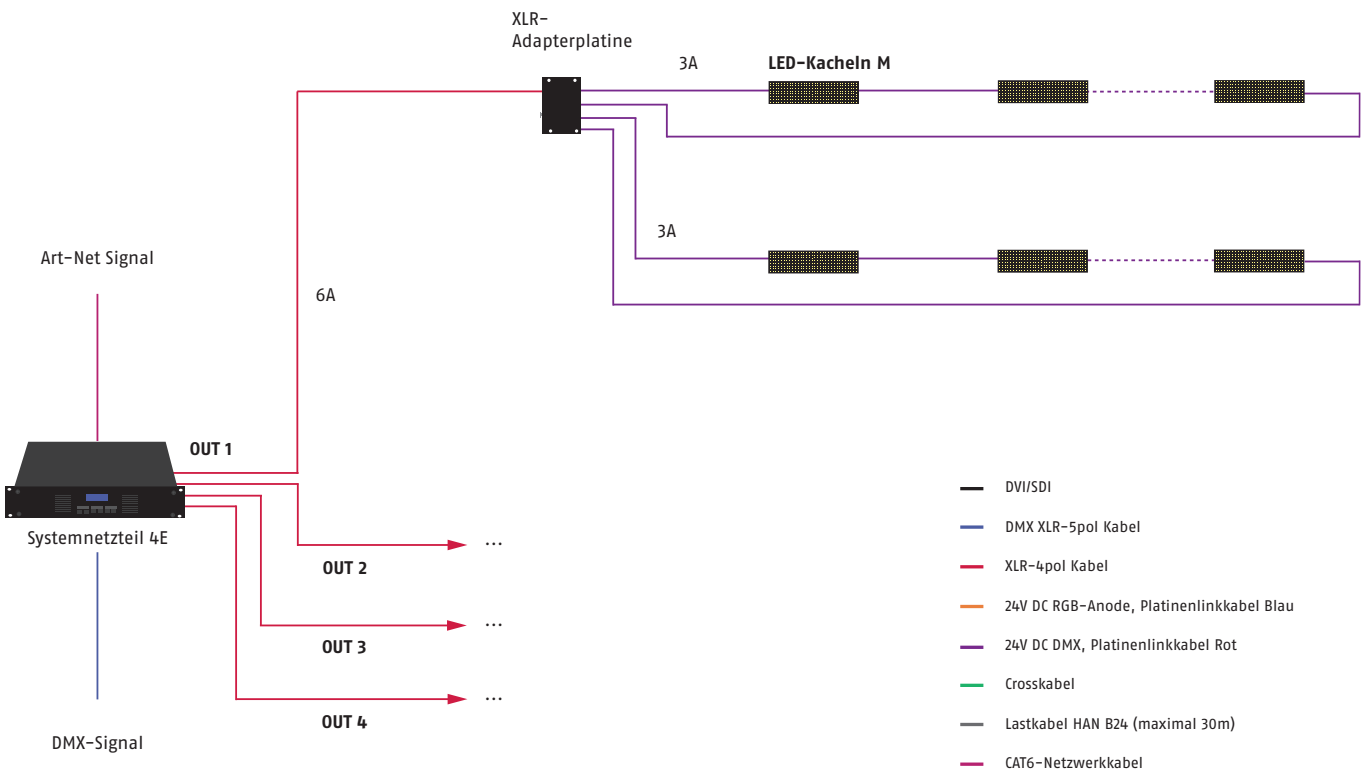 XLR-
Adapterplatine
3A
LED-Kacheln M
3A
Art-Net Signal
6A
OUT 1
Systemnetzteil 4E
OUT 2
...
OUT 3
...
OUT 4
...
DMX-Signal
DVI/SDI
DMX XLR-5pol Kabel
XLR-4pol Kabel
24V DC RGB-Anode, Platinenlinkkabel Blau
24V DC DMX, Platinenlinkkabel Rot
Crosskabel
Lastkabel HAN B24 (maximal 30m)
CAT6-Netzwerkkabel